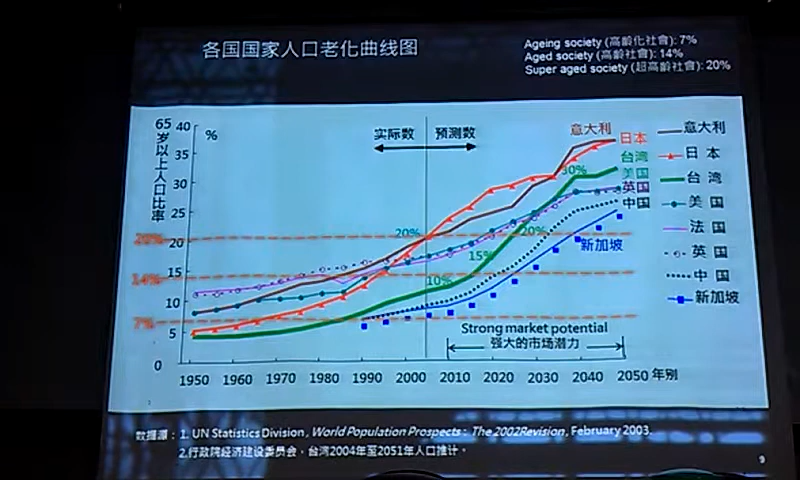 各国国家人口老化曲线图
Ageing society (高齡化社會): 7%
Aged society (高齡社會): 14%
Super aged society (超高齡社會): 20%
65岁以上人口比率
%
40
35
30
25
20
15
10
5
0
20%
14%
7%
实际数
预测数
意大利
日本
台湾
美国
英国
中国
新加坡
20%
10%
15%
20%
30%
意大利
日本
台湾
美国
法国
英国
中国
新加坡
Strong market potential
强大的市场潜力
1950 1960 1970 1980 1990 2000 2010 2020 2030 2040 2050 年别
数据源：1. UN Statistics Division, World Population Prospects: The 2002Revision, February 2003.
2.行政院经济建设委员会，台湾2004年至2051年人口推计。
9